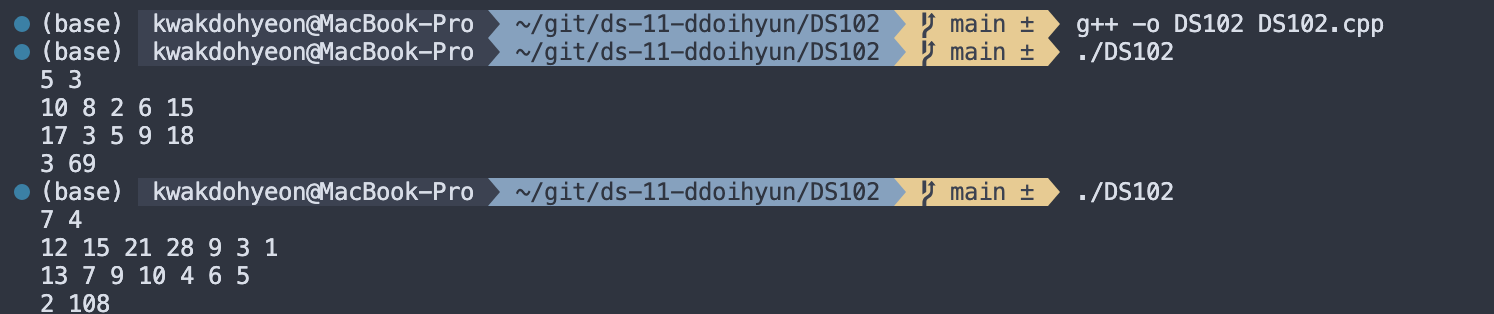 (base) kwakdohyeon@MacBook-Pro ~/git/ds-11-ddoihyun/DS102 main ± g++ -o DS102 DS102.cpp
(base) kwakdohyeon@MacBook-Pro ~/git/ds-11-ddoihyun/DS102 main ± ./DS102
5 3
10 8 2 6 15
17 3 5 9 18
3 69
(base) kwakdohyeon@MacBook-Pro ~/git/ds-11-ddoihyun/DS102 main ± ./DS102
7 4
12 15 21 28 9 3 1
13 7 9 10 4 6 5
2 108